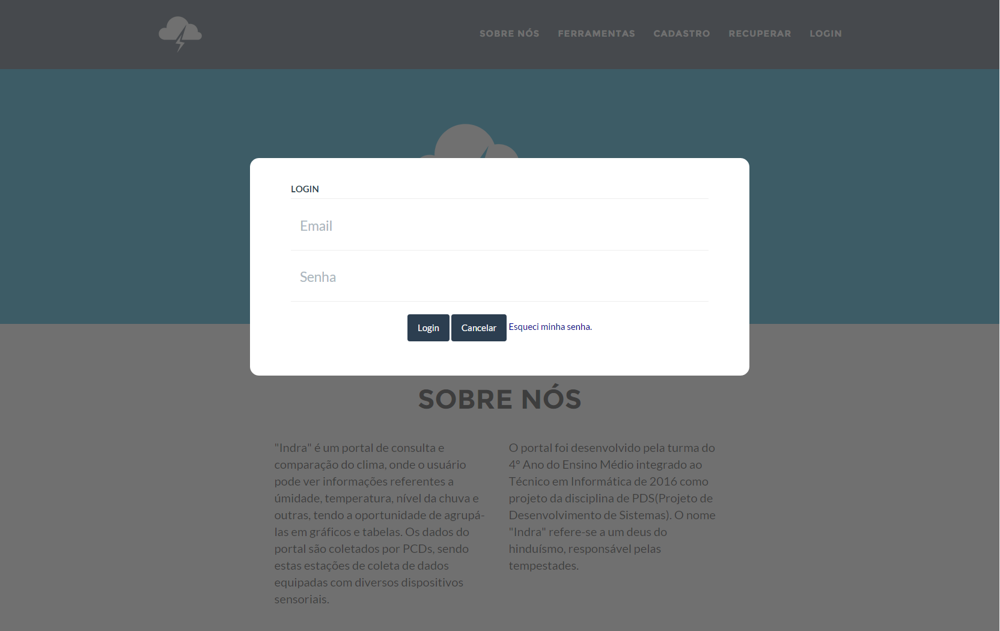 SOBRE NÓS FERRAMENTAS CADASTRO RECUPERAR LOGIN
LOGIN
Email
Senha
Login Cancelar Esqueci minha senha.
SOBRE NÓS
"Indra" é um portal de consulta e
comparação do clima, onde o usuário
pode ver informações referentes a
úmidade, temperatura, nível da chuva e
outras, tendo a oportunidade de agrupá-
las em gráficos e tabelas. Os dados do
portal são coletados por PCDs, sendo
estas estações de coleta de dados
equipadas com diversos dispositivos
sensoriais.
O portal foi desenvolvido pela turma do
4° Ano do Ensino Médio integrado ao
Técnico em Informática de 2016 como
projeto da disciplina de PDS(Projeto de
Desenvolvimento de Sistemas). O nome
"Indra" refere-se a um deus do
hinduísmo, responsável pelas
tempestades.